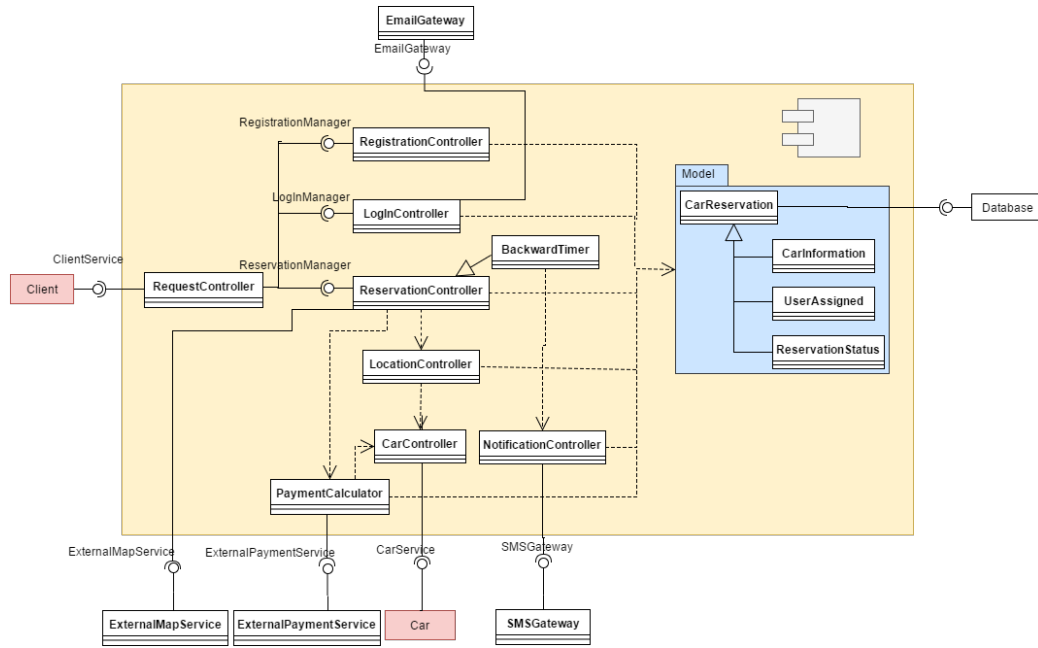 EmailGateway
EmailGateway
RegistrationManager
RegistrationController
Model
LogInManager
LogInController
CarReservation
Database
BackwardTimer
CarInformation
ClientService
ReservationManager
Client
RequestController
ReservationController
UserAssigned
ReservationStatus
LocationController
CarController
NotificationController
PaymentCalculator
ExternalMapService
ExternalPaymentService
CarService
SMSGateway
ExternalMapService
ExternalPaymentService
Car
SMSGateway